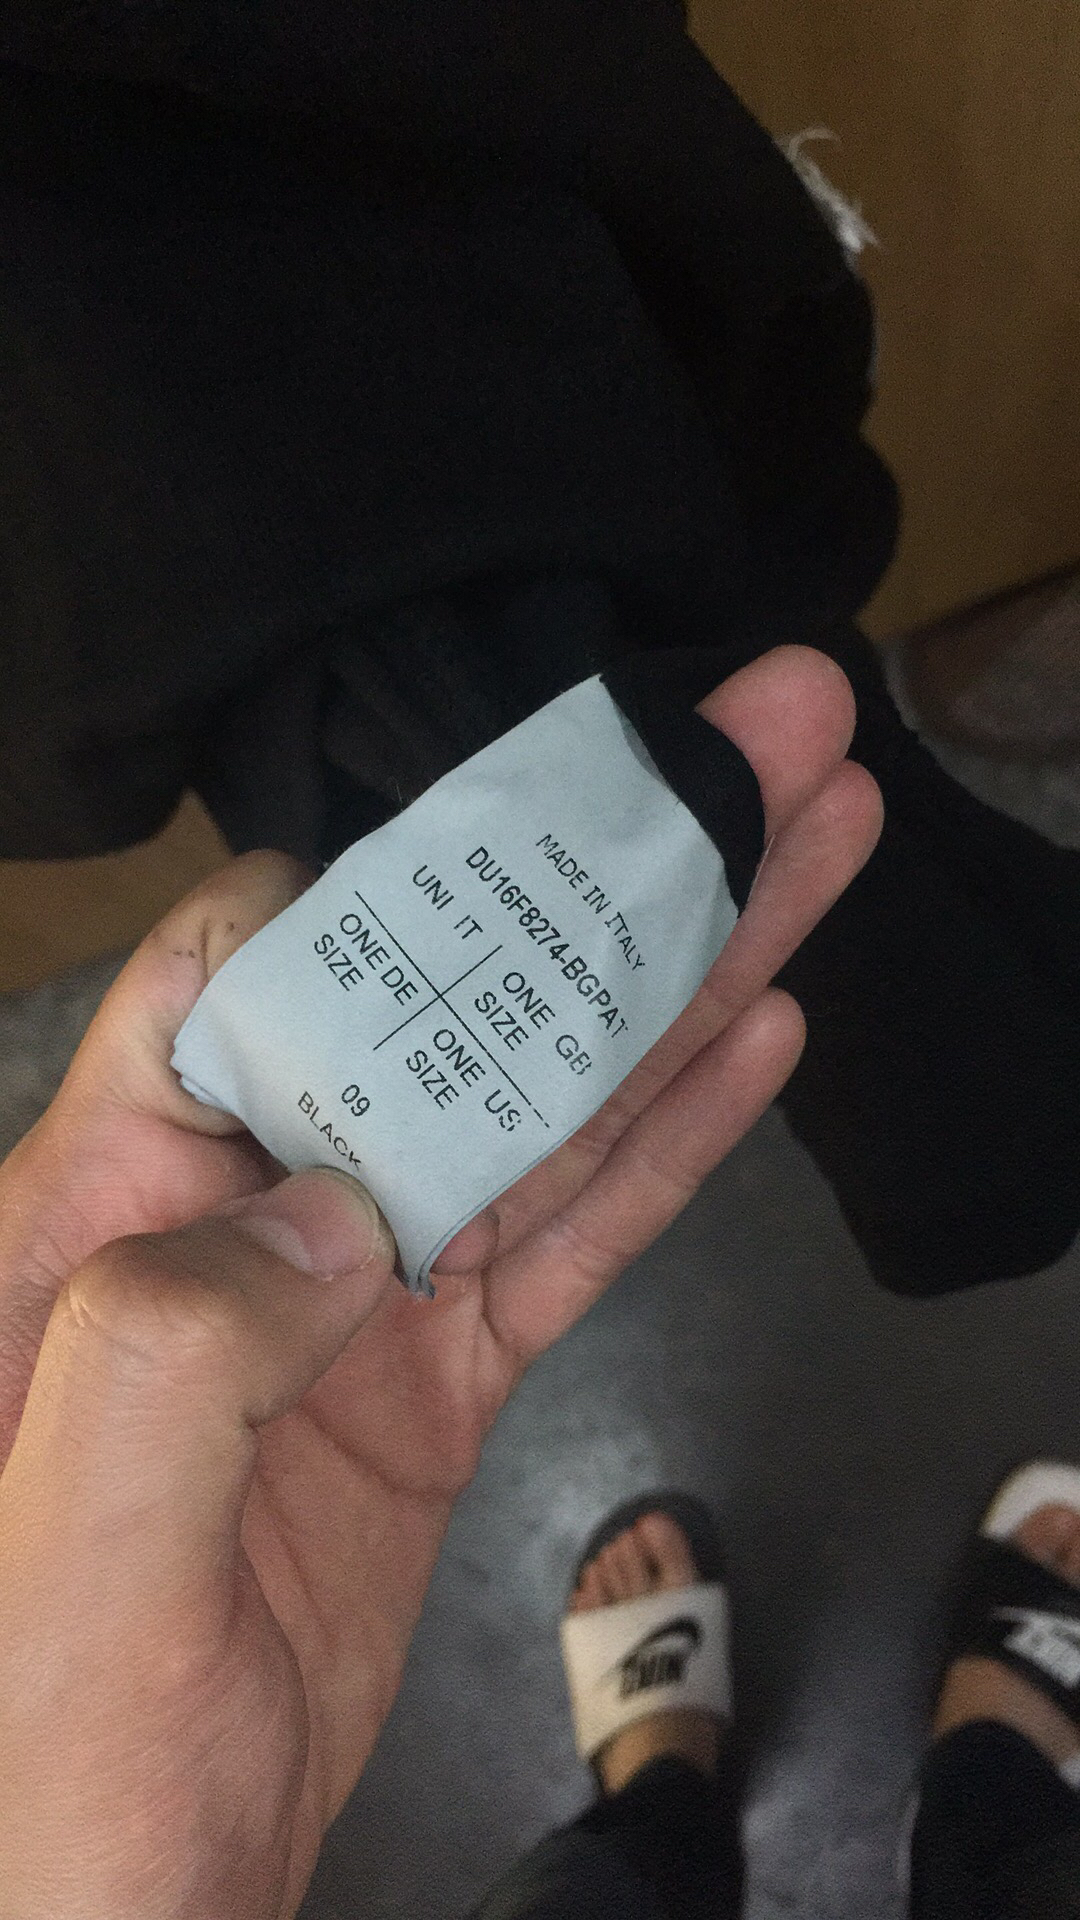 MADE IN ITALY
DU16F8274-BGPAT
UNI IT | ONE SIZE GB
ONE SIZE DE | ONE SIZE US
09
BLACK